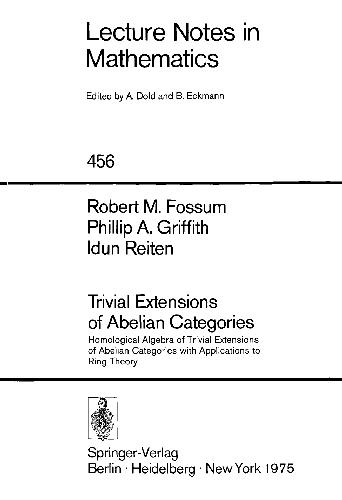 Lecture Notes in
Mathematics
Edited by A. Dold and B. Eckmann
456
Robert M. Fossum
Phillip A. Griffith
Idun Reiten
Trivial Extensions
of Abelian Categories
Homological Algebra of Trivial Extensions
of Abelian Categories with Applications to
Ring Theory
Springer-Verlag
Berlin · Heidelberg · New York 1975